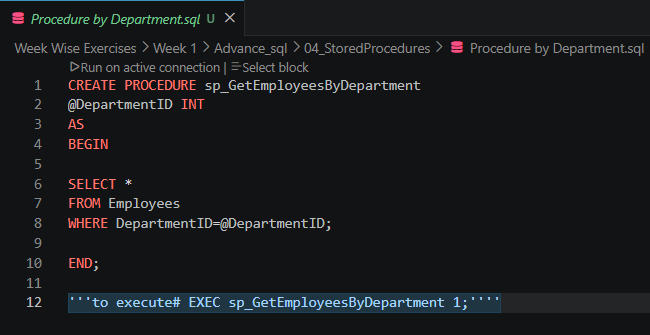 Procedure by Department.sql U ×
Week Wise Exercises > Week 1 > Advance_sql > 04_StoredProcedures > Procedure by Department.sql
Run on active connection | Select block
1 CREATE PROCEDURE sp_GetEmployeesByDepartment
2 @DepartmentID INT
3 AS
4 BEGIN
5
6 SELECT *
7 FROM Employees
8 WHERE DepartmentID=@DepartmentID;
9
10 END;
11
12 '''to execute# EXEC sp_GetEmployeesByDepartment 1;''''